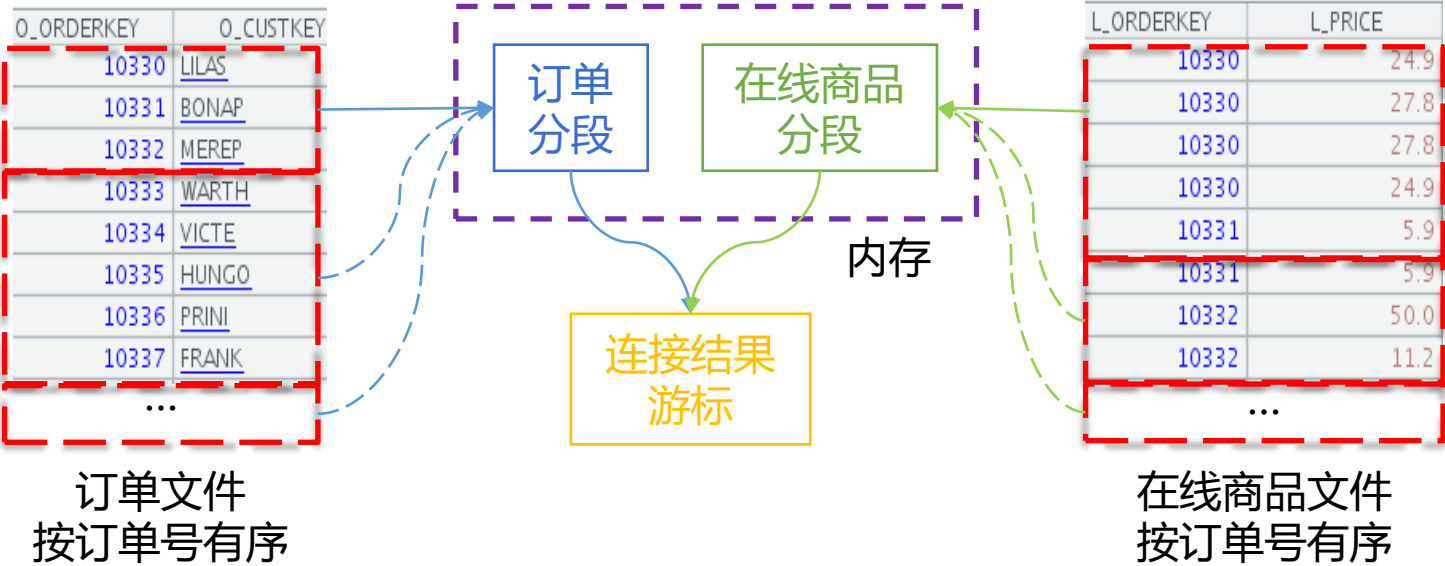 O_ORDERKEY O_CUSTKEY
10330 LILAS
10331 BONAP
10332 MEREP
10333 WARTH
10334 VICTE
10335 HUNGO
10336 PRINI
10337 FRANK
...
订单文件
按订单号有序
订单
分段
在线商品
分段
内存
连接结果
游标
L_ORDERKEY L_PRICE
10330 24.9
10330 27.8
10330 27.8
10330 24.9
10331 5.9
10331 5.9
10332 50.0
10332 11.2
...
在线商品文件
按订单号有序